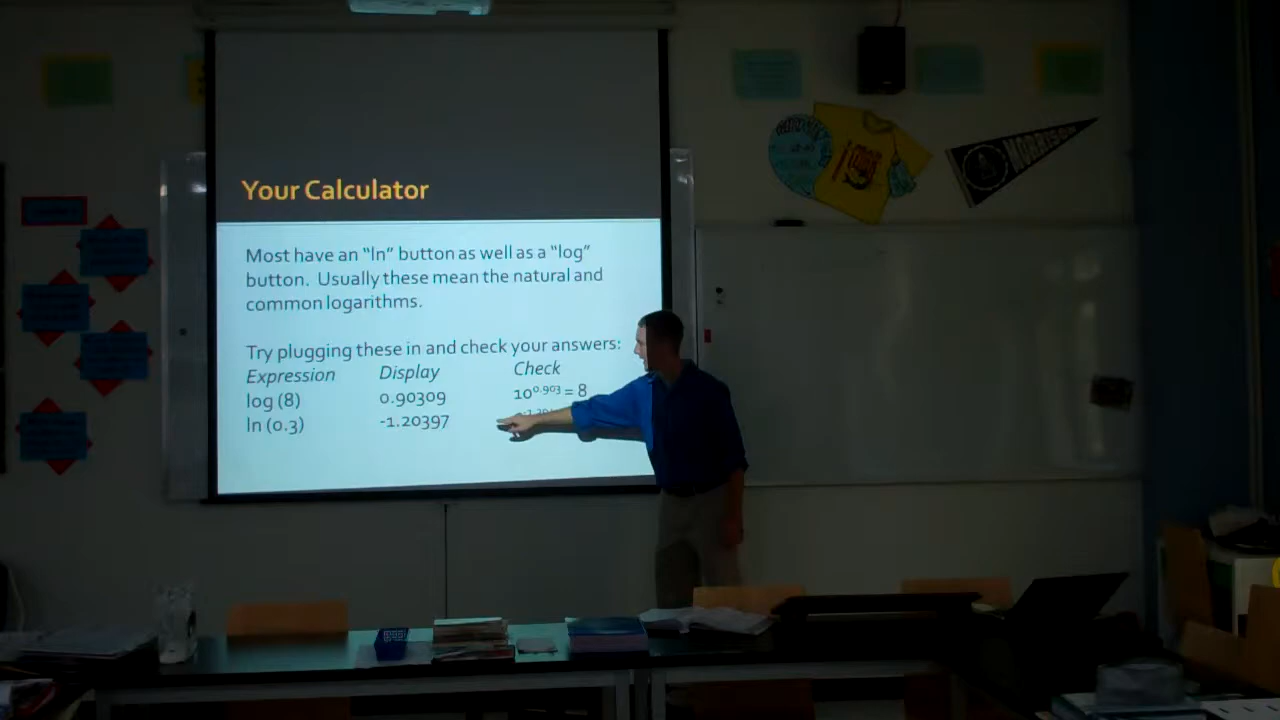 Your Calculator
Most have an “ln” button as well as a “log”
button. Usually these mean the natural and
common logarithms.
Try plugging these in and check your answers:
Expression Display Check
log (8) 0.90309 10^0.903 = 8
ln (0.3) -1.20397
MORRISON